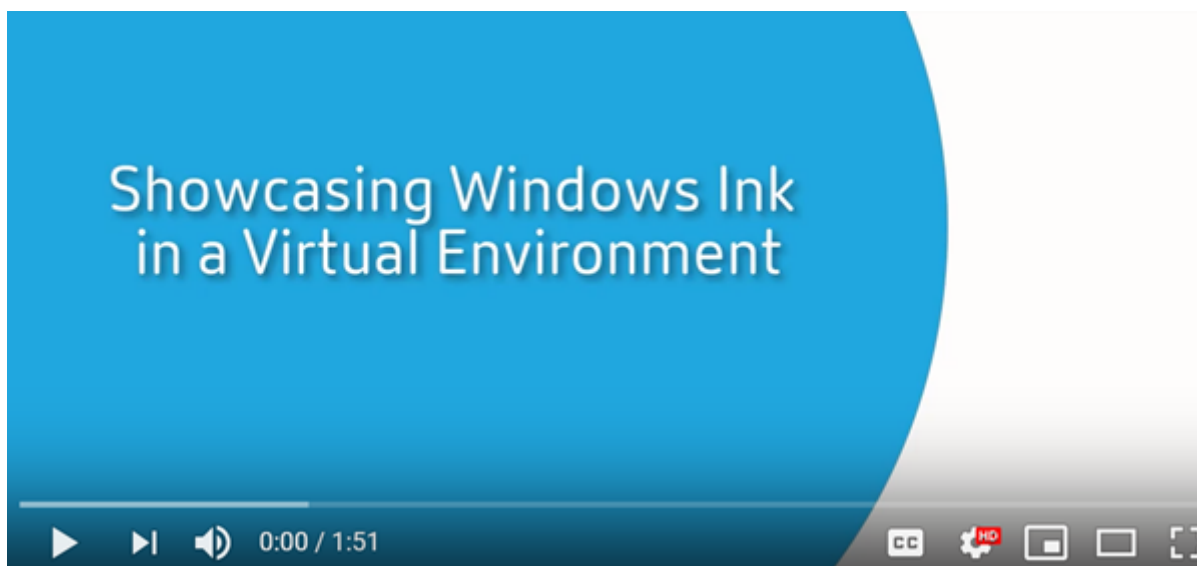 Showcasing Windows Ink
in a Virtual Environment
0:00 / 1:51
CC
HD